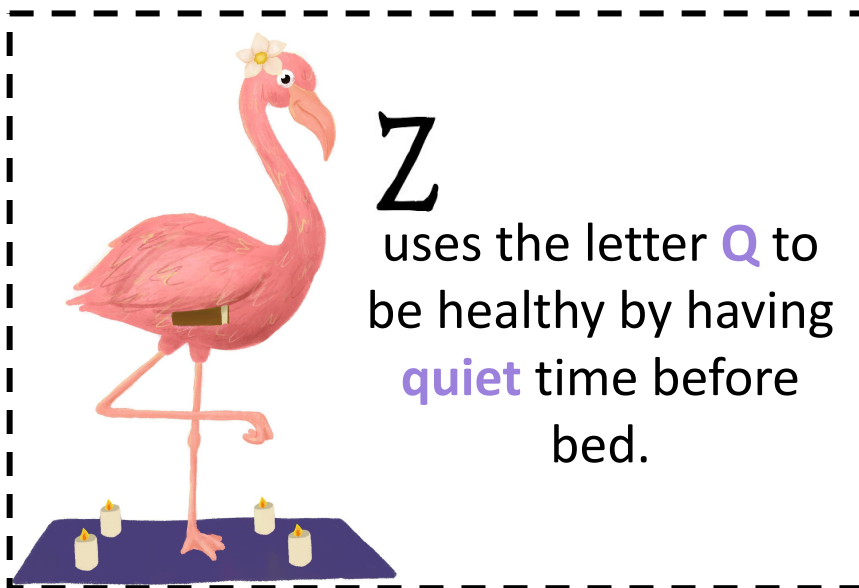 Z
uses the letter Q to
be healthy by having
quiet time before
bed.